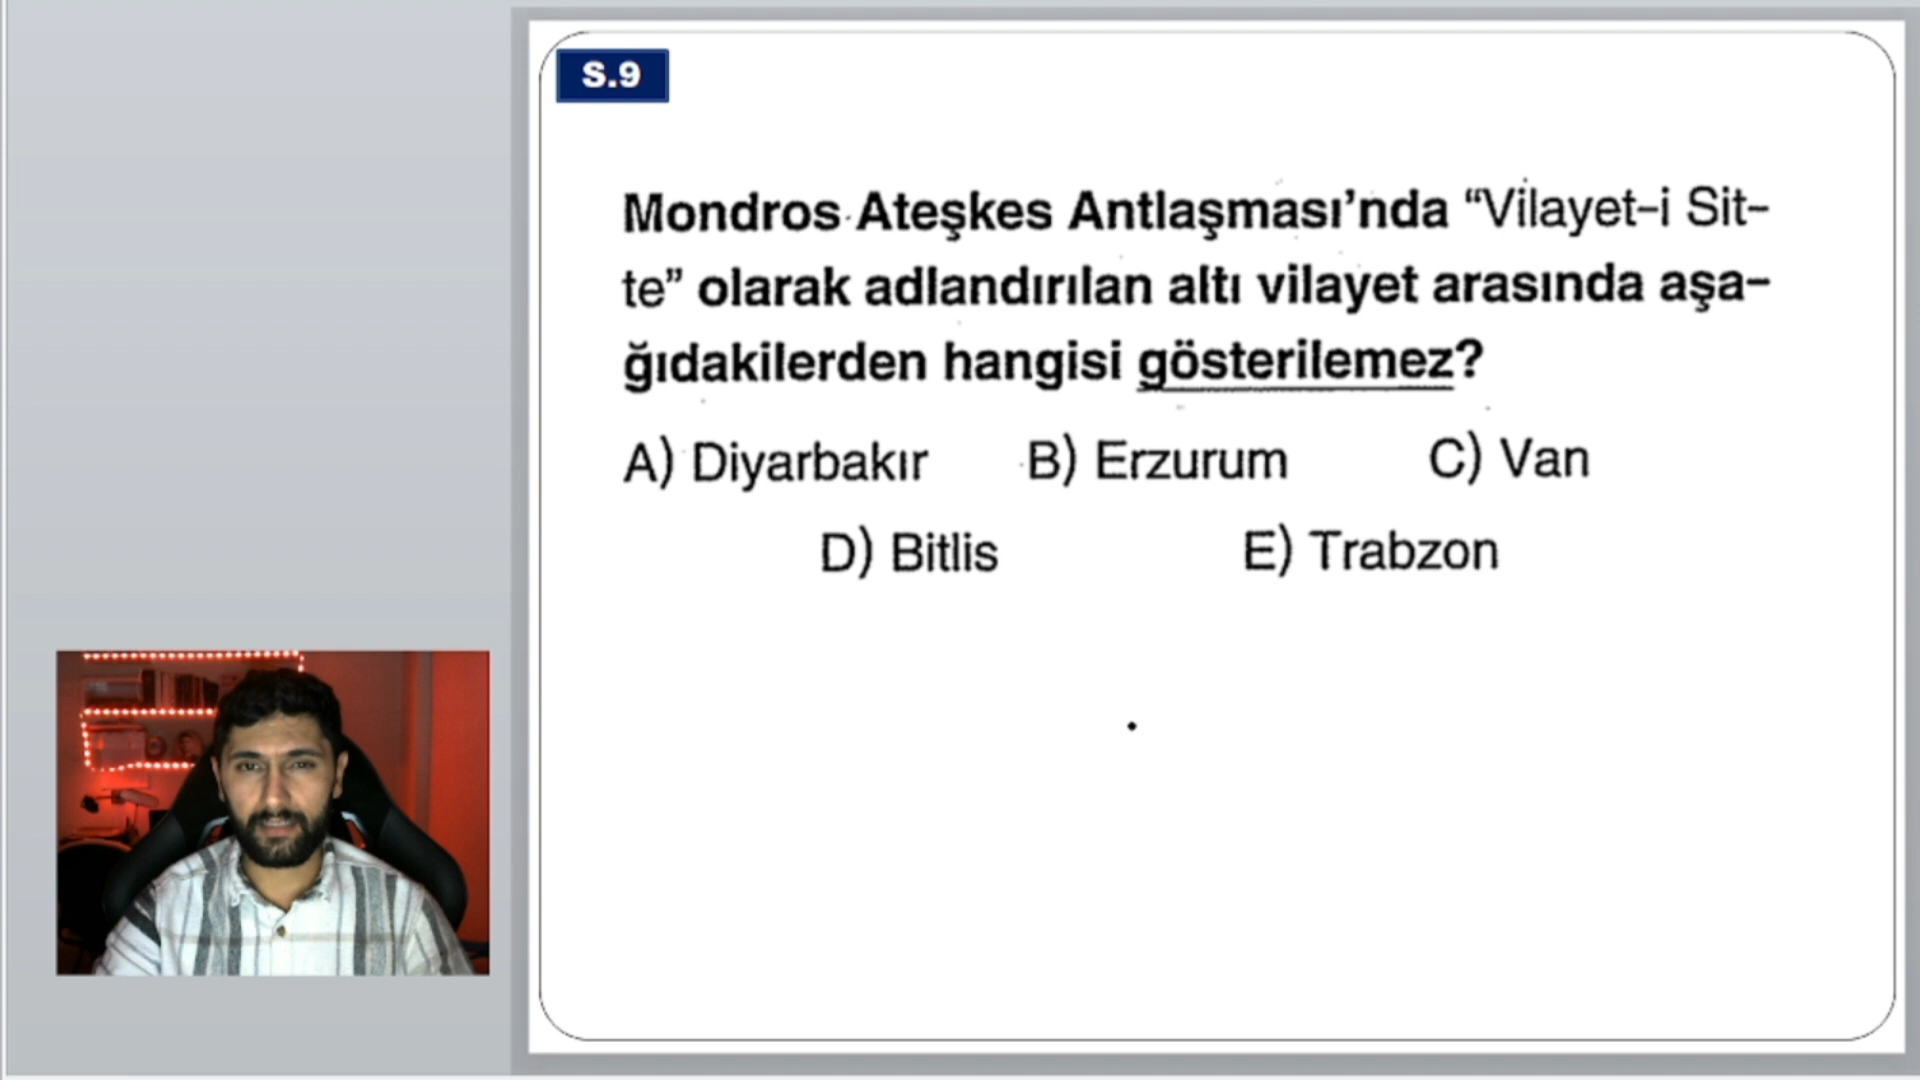 S.9
Mondros Ateşkes Antlaşması’nda “Vilayet-i Sit-
te” olarak adlandırılan altı vilayet arasında aşa-
ğıdakilerden hangisi gösterilemez?
A) Diyarbakır B) Erzurum C) Van
D) Bitlis E) Trabzon